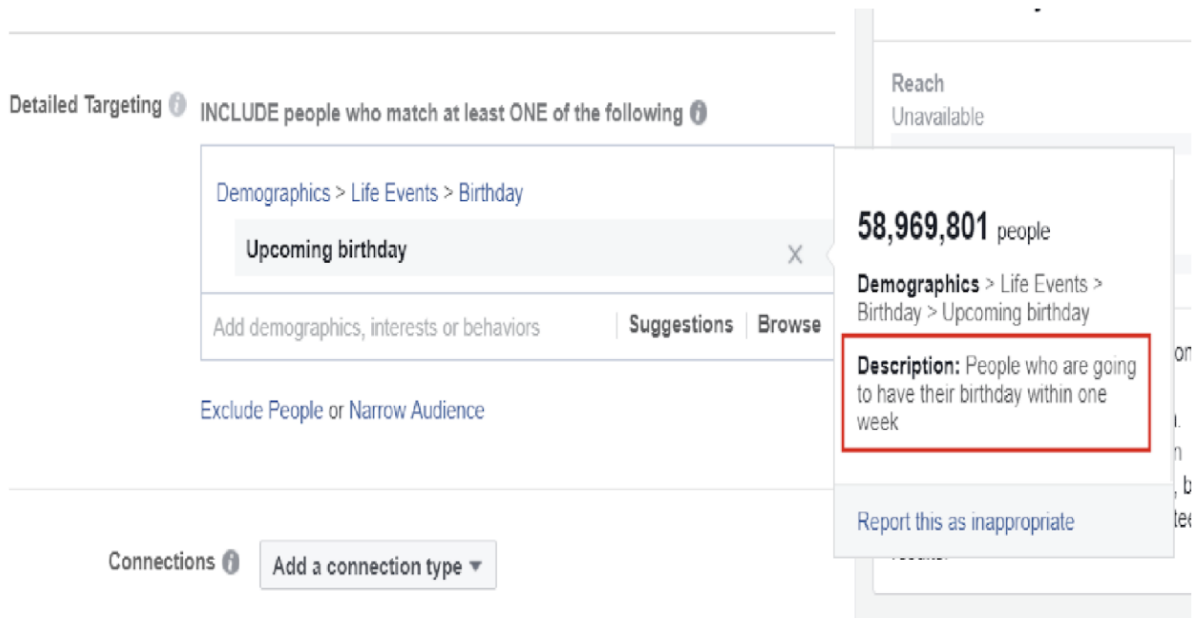 Detailed Targeting
INCLUDE people who match at least ONE of the following
Demographics > Life Events > Birthday
Upcoming birthday
X
Add demographics, interests or behaviors
Suggestions
Browse
Exclude People or Narrow Audience
Connections
Add a connection type
Reach
Unavailable
58,969,801 people
Demographics > Life Events >
Birthday > Upcoming birthday
Description: People who are going
to have their birthday within one
week
Report this as inappropriate